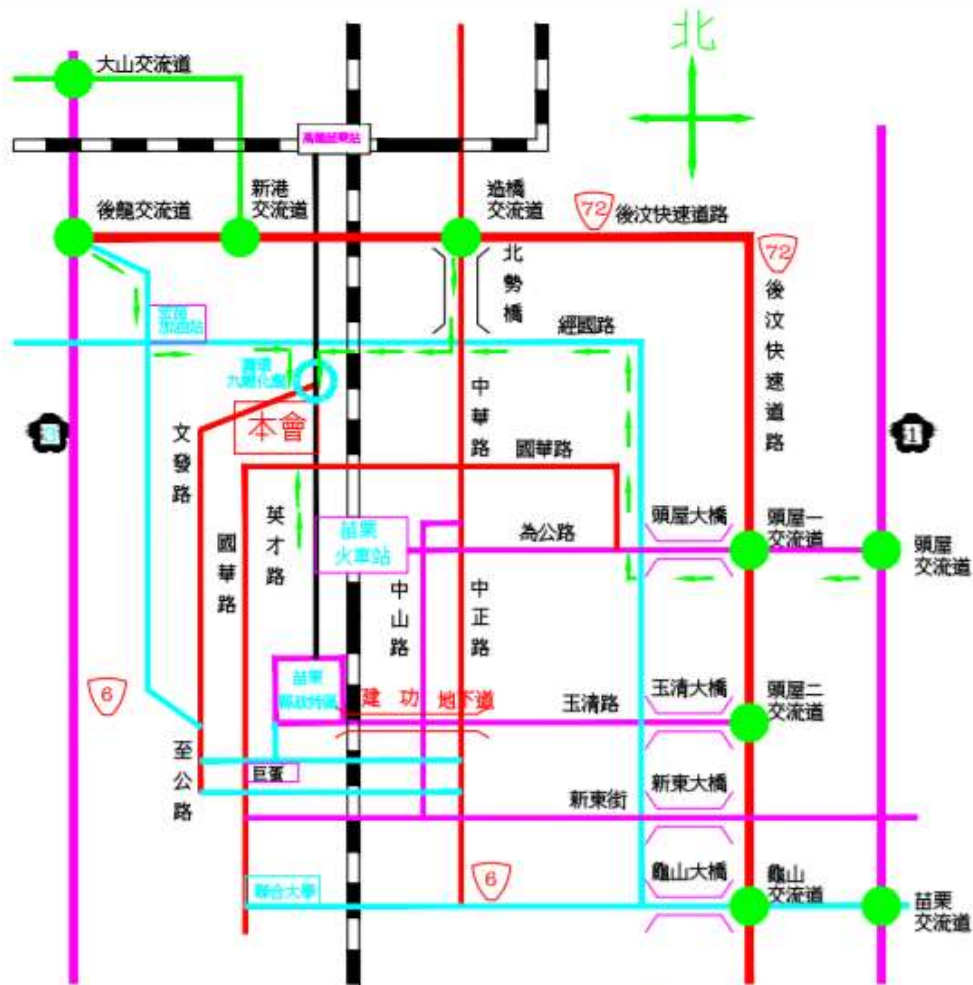 北
大山交流道
高鐵苗栗站
新港
交流道
造橋
交流道
後龍交流道
72
後汶快速道路
72
後汶快速道路
北勢橋
加油站
經國路
圓環
本會
中華路
3
1
文發路
國華路
國華路
英才路
苗栗
火車站
為公路
頭屋大橋
頭屋一
交流道
頭屋
交流道
中山路
中正路
6
苗栗
建功地下道
玉清路
玉清大橋
頭屋二
交流道
至公路
巨蛋
新東街
新東大橋
聯合大學
6
龜山大橋
龜山
交流道
苗栗
交流道